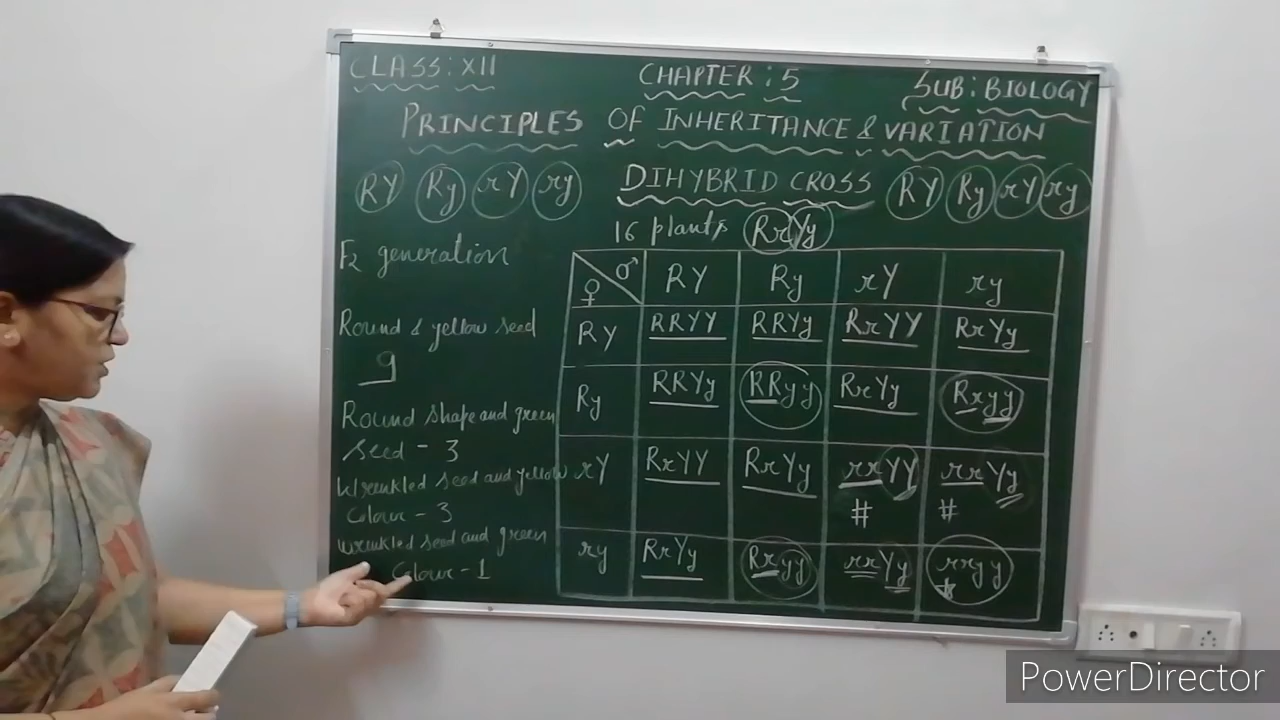 CLASS: XII
CHAPTER: 5
SUB: BIOLOGY
PRINCIPLES OF INHERITANCE & VARIATION
RY Ry rY ry
DIHYBRID CROSS
RY Ry rY ry
16 plants RrYy
F2 generation
Round & yellow seed
9
Round shape and green
seed - 3
Wrinkled seed and yellow
Colour - 3
Wrinkled seed and green
Colour - 1
♀ ♂ RY Ry rY ry
RY RRYY RRYy RrYY RrYy
Ry RRYy RRyy RrYy Rryy
rY RrYY RrYy rrYY rrYy
# #
ry RrYy Rryy rrYy rryy
PowerDirector